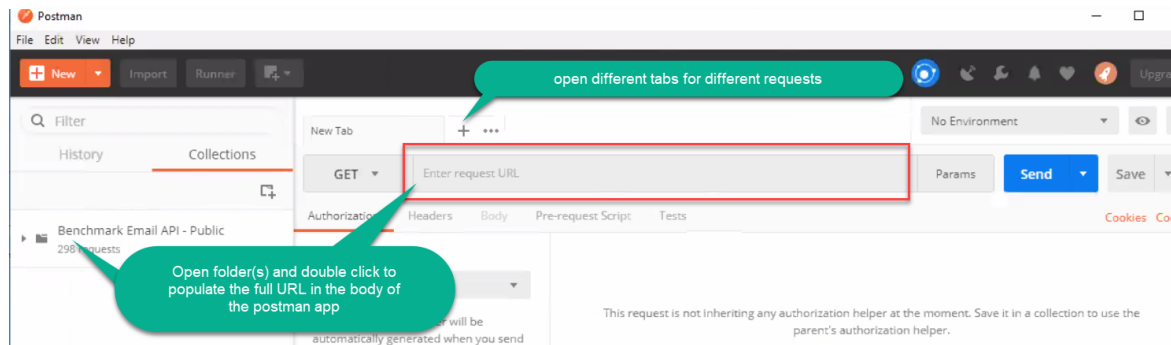 Postman
File Edit View Help
New Import Runner Upgra
open different tabs for different requests
Filter
History Collections
New Tab
No Environment
GET Enter request URL Params Send Save
Authorization Headers Body Pre-request Script Tests Cookies
Benchmark Email API - Public
298 requests
Open folder(s) and double click to
populate the full URL in the body of
the postman app
This request is not inheriting any authorization helper at the moment. Save it in a collection to use the
parent's authorization helper.
er will be
automatically generated when you send